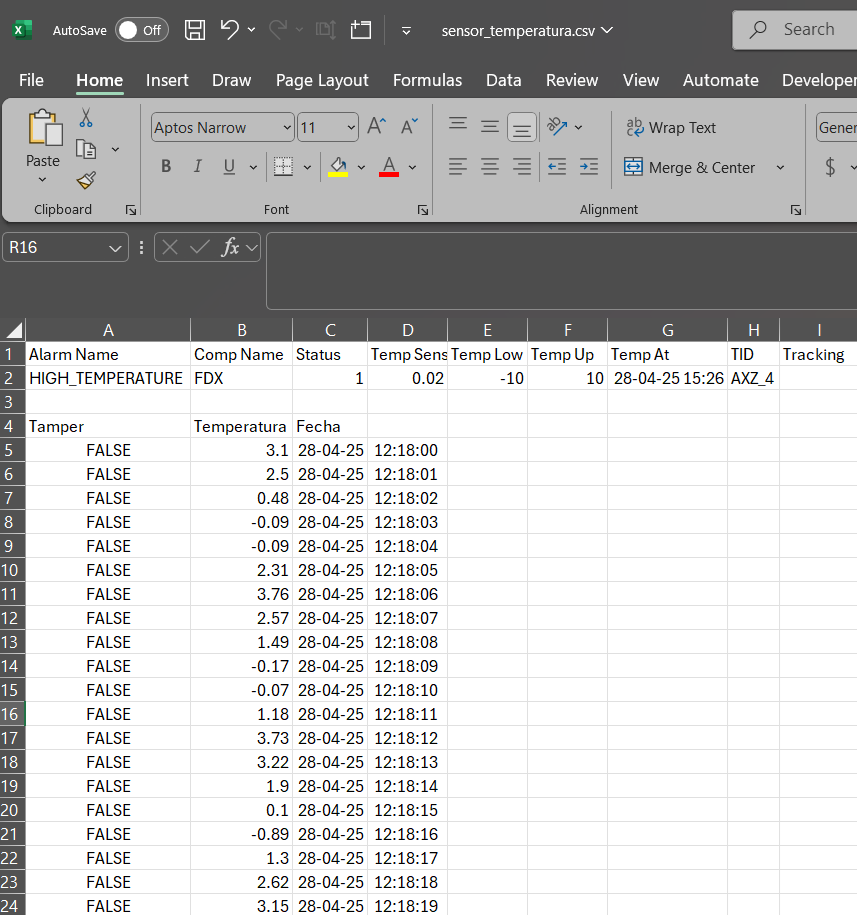 AutoSave Off sensor_temperatura.csv Search
File Home Insert Draw Page Layout Formulas Data Review View Automate Developer
Paste Aptos Narrow 11 A A ab Wrap Text Gener
B I U A Merge & Center $
Clipboard Font Alignment
R16 fx
A B C D E F G H I
1 Alarm Name Comp Name Status Temp Sens Temp Low Temp Up Temp At TID Tracking
2 HIGH_TEMPERATURE FDX 1 0.02 -10 10 28-04-25 15:26 AXZ_4
3
4 Tamper Temperatura Fecha
5 FALSE 3.1 28-04-25 12:18:00
6 FALSE 2.5 28-04-25 12:18:01
7 FALSE 0.48 28-04-25 12:18:02
8 FALSE -0.09 28-04-25 12:18:03
9 FALSE -0.09 28-04-25 12:18:04
10 FALSE 2.31 28-04-25 12:18:05
11 FALSE 3.76 28-04-25 12:18:06
12 FALSE 2.57 28-04-25 12:18:07
13 FALSE 1.49 28-04-25 12:18:08
14 FALSE -0.17 28-04-25 12:18:09
15 FALSE -0.07 28-04-25 12:18:10
16 FALSE 1.18 28-04-25 12:18:11
17 FALSE 3.73 28-04-25 12:18:12
18 FALSE 3.22 28-04-25 12:18:13
19 FALSE 1.9 28-04-25 12:18:14
20 FALSE 0.1 28-04-25 12:18:15
21 FALSE -0.89 28-04-25 12:18:16
22 FALSE 1.3 28-04-25 12:18:17
23 FALSE 2.62 28-04-25 12:18:18
24 FALSE 3.15 28-04-25 12:18:19